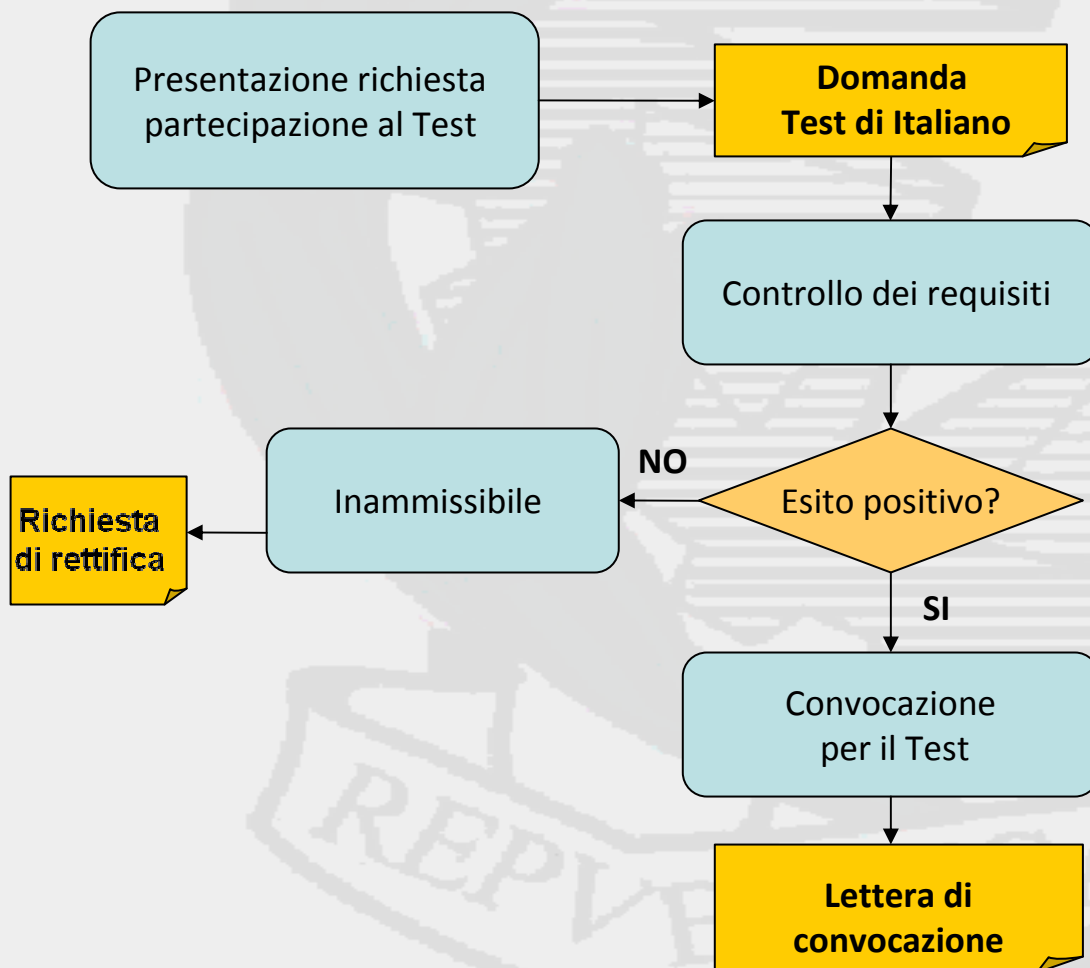 Presentazione richiesta
partecipazione al Test
Domanda
Test di Italiano
Controllo dei requisiti
Esito positivo?
NO
Inammissibile
Richiesta
di rettifica
SI
Convocazione
per il Test
Lettera di
convocazione